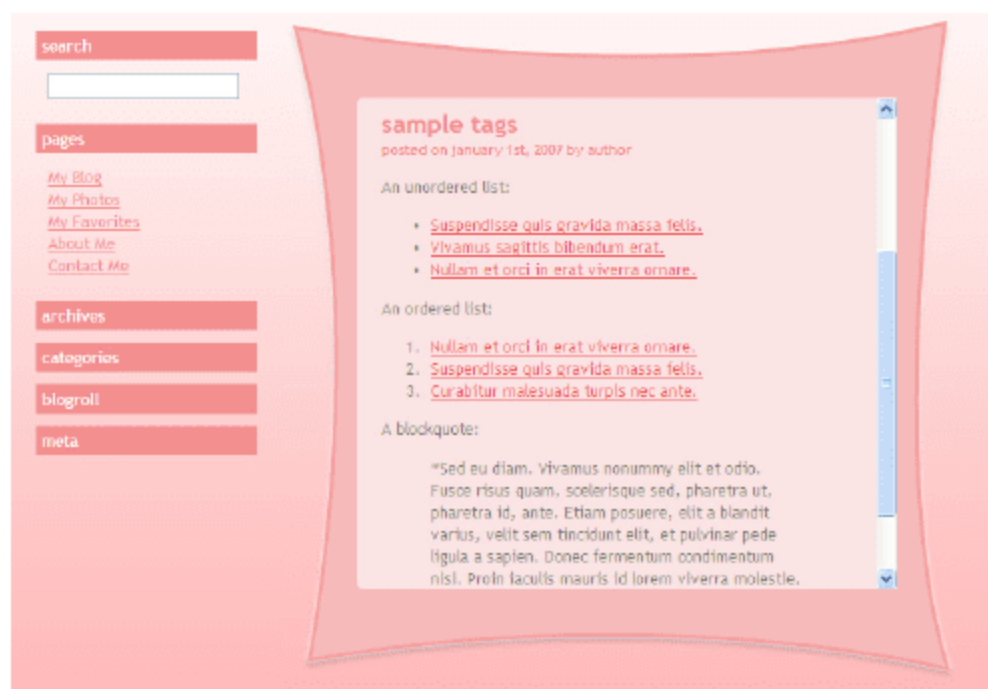 search
pages
My Blog
My Photos
My Favorites
About Me
Contact Me
archives
categories
blogroll
meta
sample tags
posted on january 1st, 2007 by author
An unordered list:
• Suspendisse quis gravida massa felis.
• Vivamus sagittis bibendum erat.
• Nullam et orci in erat viverra ornare.
An ordered list:
1. Nullam et orci in erat viverra ornare.
2. Suspendisse quis gravida massa felis.
3. Curabitur malesuada turpis nec ante.
A blockquote:
"Sed eu diam. Vivamus nonummy elit et odio.
Fusce risus quam, scelerisque sed, pharetra ut,
pharetra id, ante. Etiam posuere, elit a blandit
varius, velit sem tincidunt elit, et pulvinar pede
ligula a sapien. Donec fermentum condimentum
nisl. Proin iaculis mauris id lorem viverra molestie.